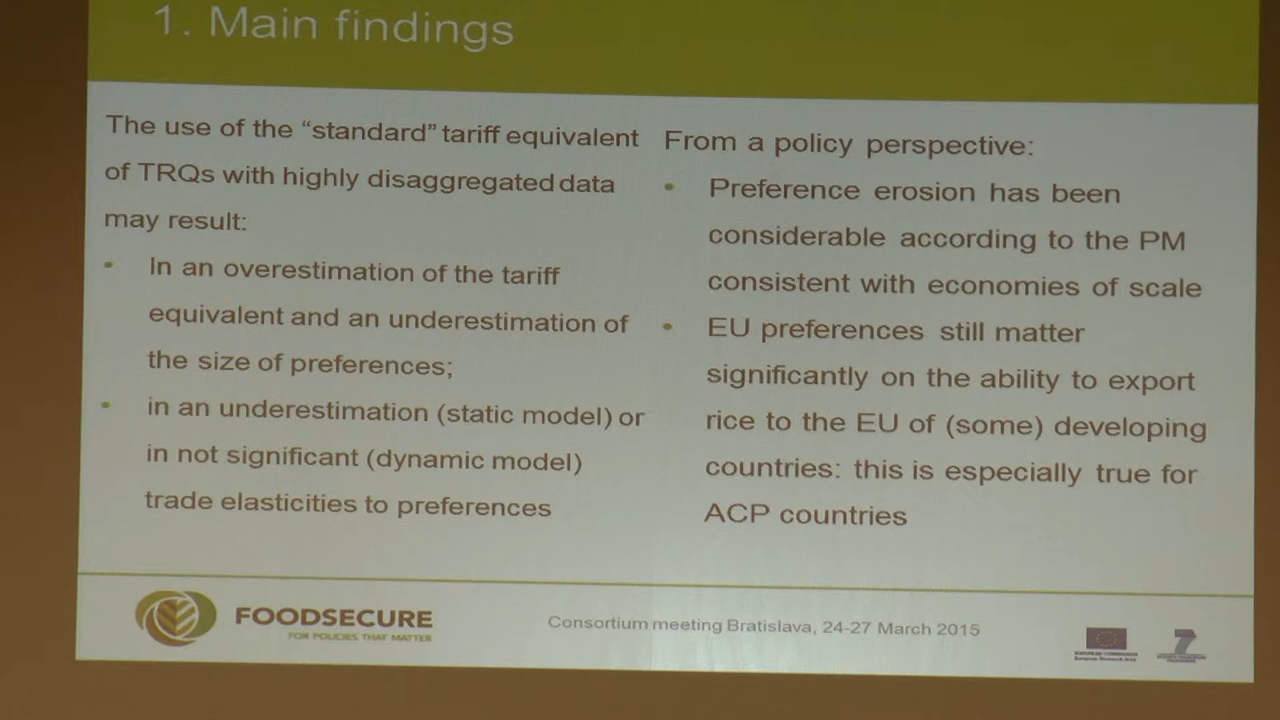 1. Main findings
The use of the “standard” tariff equivalent
of TRQs with highly disaggregated data
may result:
• In an overestimation of the tariff
equivalent and an underestimation of
the size of preferences;
• in an underestimation (static model) or
in not significant (dynamic model)
trade elasticities to preferences
From a policy perspective:
• Preference erosion has been
considerable according to the PM
consistent with economies of scale
• EU preferences still matter
significantly on the ability to export
rice to the EU of (some) developing
countries: this is especially true for
ACP countries
FOODSECURE
FOR POLICIES THAT MATTER
Consortium meeting Bratislava, 24-27 March 2015